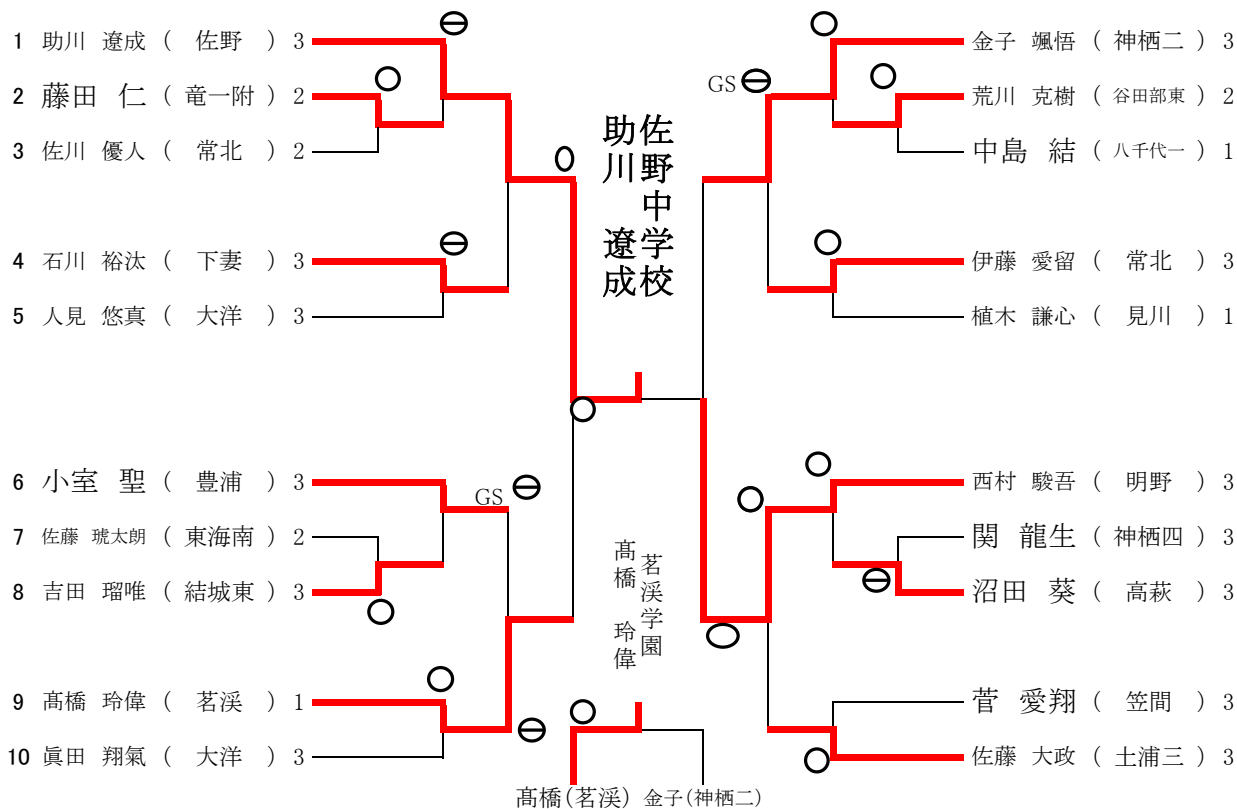 1 助川 遼成 ( 佐野 ) 3
2 藤田 仁 ( 竜一附 ) 2
3 佐川 優人 ( 常北 ) 2
4 石川 裕汰 ( 下妻 ) 3
5 人見 悠真 ( 大洋 ) 3
6 小室 聖 ( 豊浦 ) 3
7 佐藤 琥太朗 ( 東海南 ) 2
8 吉田 瑠唯 ( 結城東 ) 3
9 髙橋 玲偉 ( 茗渓 ) 1
10 眞田 翔氣 ( 大洋 ) 3
GS
佐野中学校
助川 遼成
GS
茗渓学園
髙橋 玲偉
髙橋(茗渓) 金子(神栖二)
金子 颯悟 ( 神栖二 ) 3
荒川 克樹 ( 谷田部東 ) 2
中島 結 ( 八千代一 ) 1
伊藤 愛留 ( 常北 ) 3
植木 謙心 ( 見川 ) 1
西村 駿吾 ( 明野 ) 3
関 龍生 ( 神栖四 ) 3
沼田 葵 ( 高萩 ) 3
菅 愛翔 ( 笠間 ) 3
佐藤 大政 ( 土浦三 ) 3